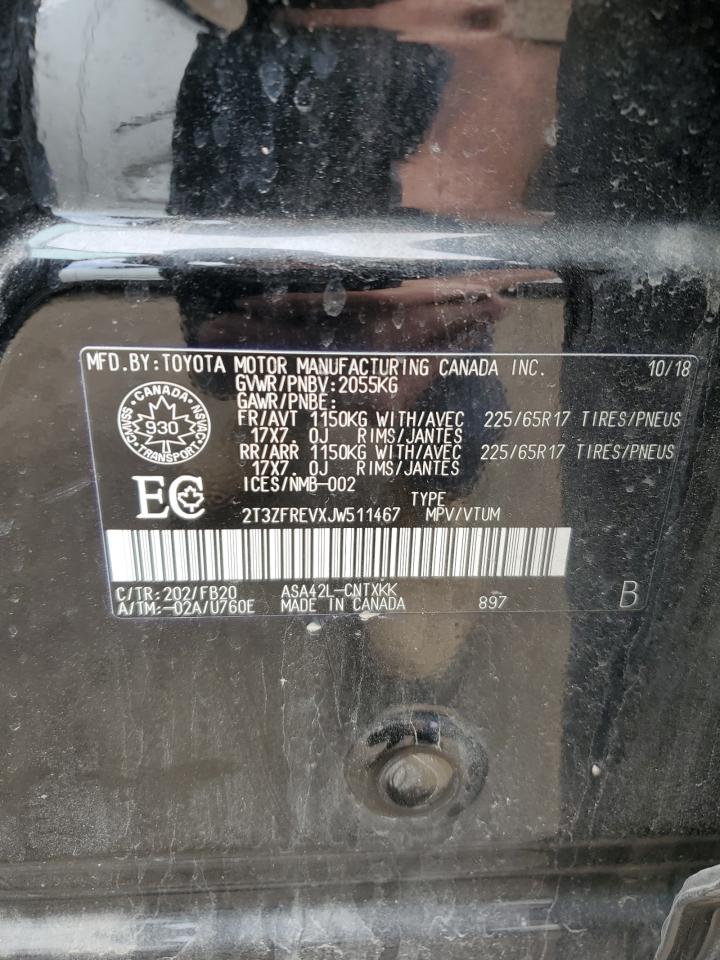 MFD.BY:TOYOTA MOTOR MANUFACTURING CANADA INC. 10/18
GVWR/PNBV:2055KG
GAWR/PNBE:
FR/AVT 1150KG WITH/AVEC 225/65R17 TIRES/PNEUS
17X7.0J RIMS/JANTES
RR/ARR 1150KG WITH/AVEC 225/65R17 TIRES/PNEUS
17X7.0J RIMS/JANTES
ICES/NMB-002
CANADA
CMVSS 930 NSVAC
TRANSPORT
EC
TYPE
2T3ZFREVXJW511467 MPV/VTUM
C/TR:202/FB20 ASA42L-CNTXKK
A/TM:-02A/U760E MADE IN CANADA 897 B